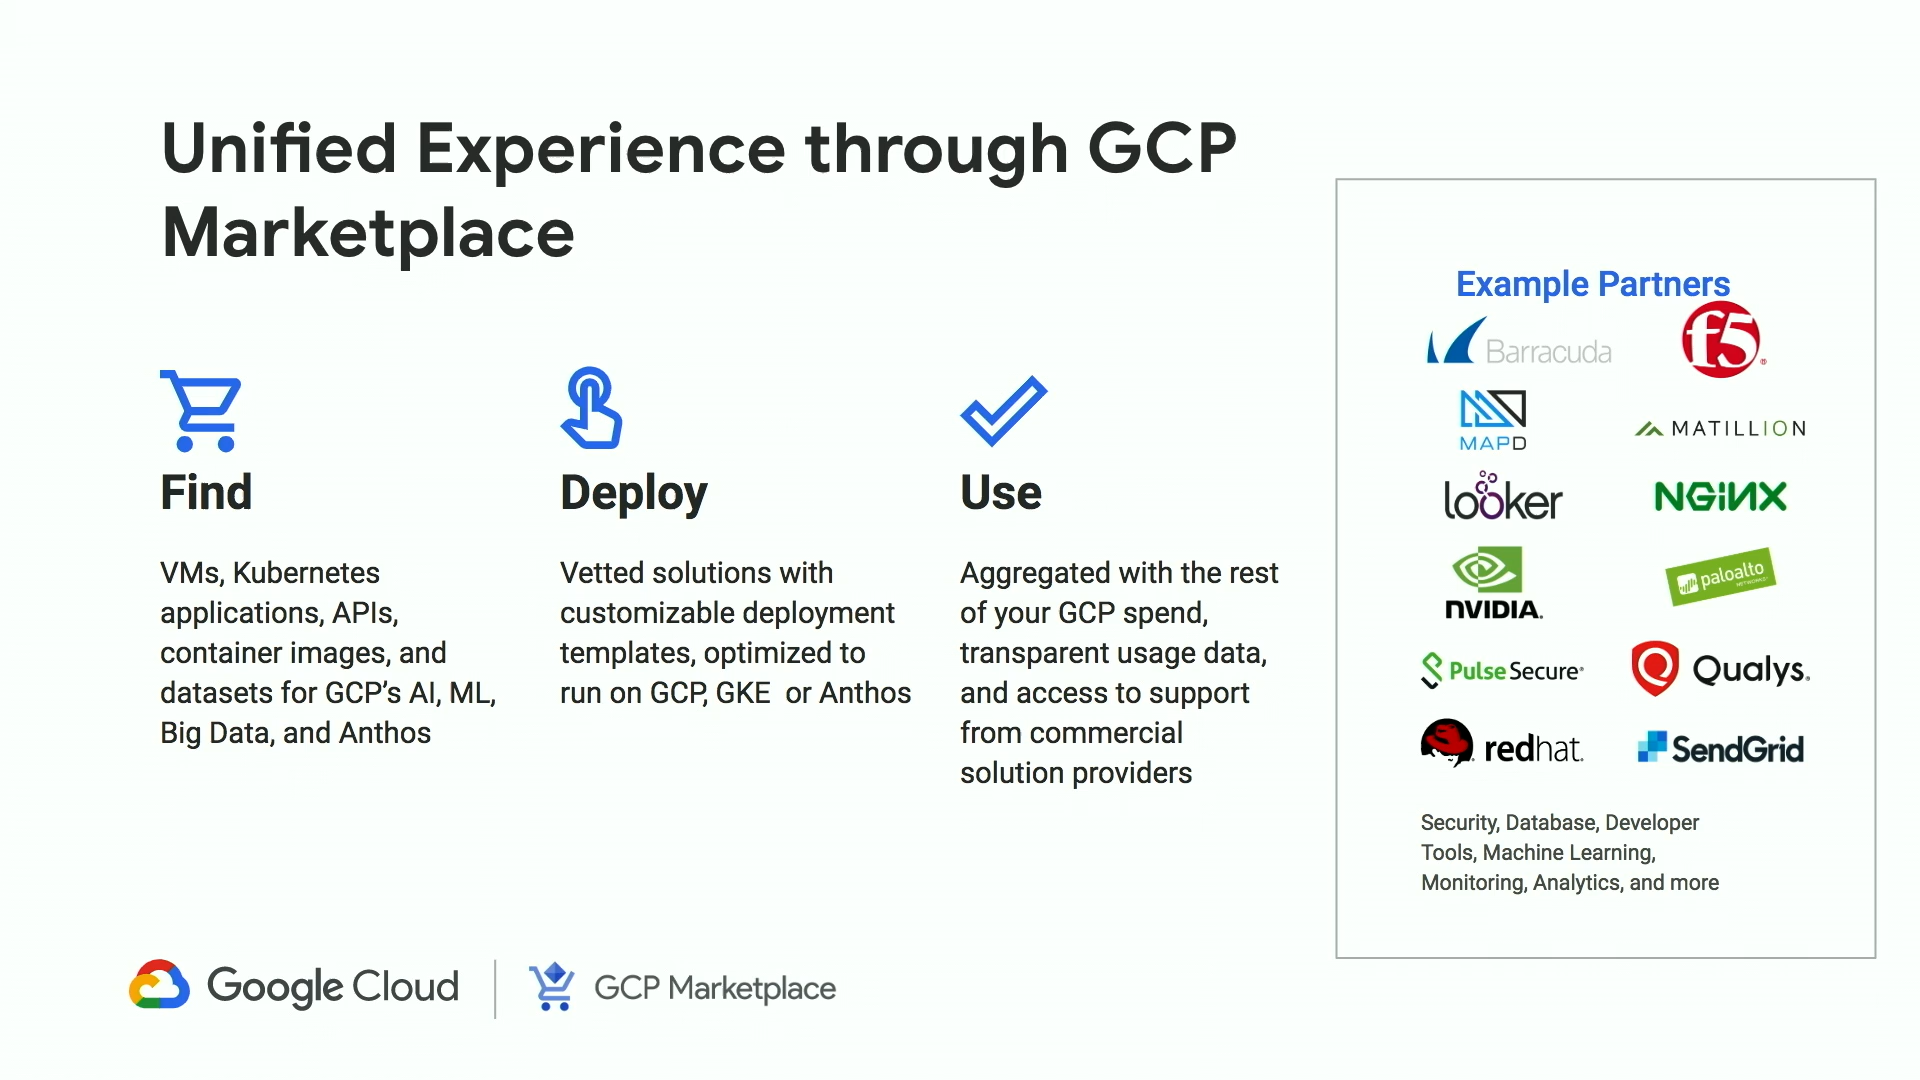 Unified Experience through GCP
Marketplace
Find
VMs, Kubernetes
applications, APIs,
container images, and
datasets for GCP's AI, ML,
Big Data, and Anthos
Deploy
Vetted solutions with
customizable deployment
templates, optimized to
run on GCP, GKE or Anthos
Use
Aggregated with the rest
of your GCP spend,
transparent usage data,
and access to support
from commercial
solution providers
Example Partners
Barracuda
f5
MAPD
MATILLION
looker
NGINX
NVIDIA.
paloalto
NETWORKS
Pulse Secure
Qualys.
redhat.
SendGrid
Security, Database, Developer
Tools, Machine Learning,
Monitoring, Analytics, and more
Google Cloud
GCP Marketplace